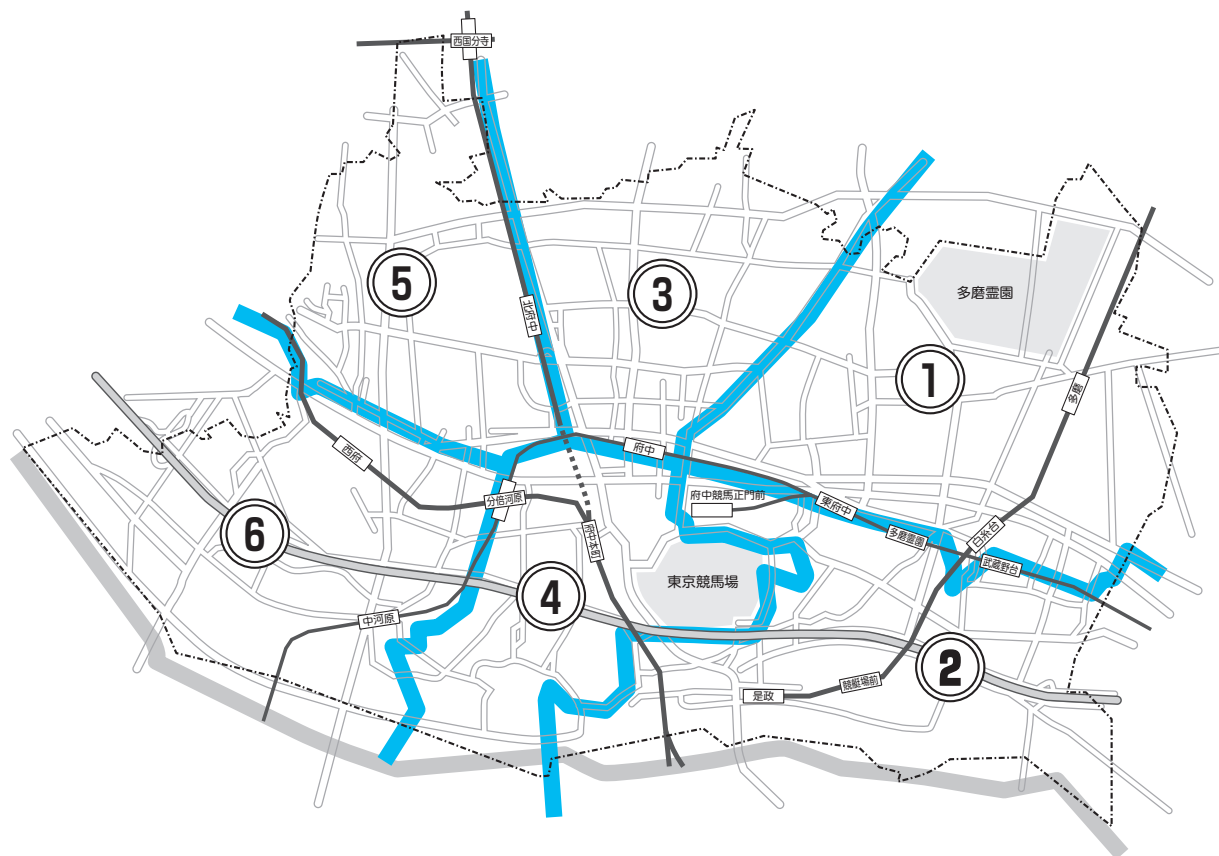 西国分寺
5
3
多磨霊園
北府中
1
多磨
府中
西府
分倍河原
府中競馬正門前
東府中
多磨霊園
白糸台
武蔵野台
府中本町
6
4
東京競馬場
中河原
2
競艇場前
是政